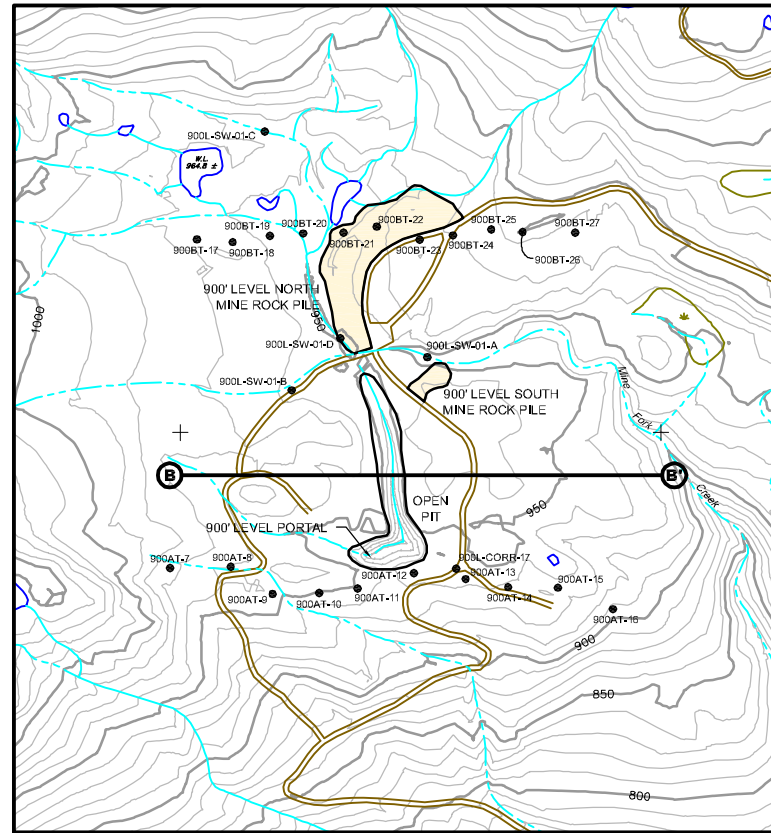 900L-SW-01-C
W.L.
964.8 ±
900BT-22
900BT-25
900BT-20
900BT-19
900BT-27
900BT-21
900BT-24
900BT-17
900BT-18
900BT-23
900BT-26
900' LEVEL NORTH
MINE ROCK PILE
1000
950
900L-SW-01-D
900L-SW-01-A
Mine
Fork
Creek
900L-SW-01-B
900' LEVEL SOUTH
MINE ROCK PILE
B
B'
OPEN
PIT
950
900' LEVEL PORTAL
900AT-7
900AT-8
900L-CORR-17
900AT-12
900AT-13
900AT-15
900AT-9
900AT-10
900AT-11
900AT-14
900AT-16
900
850
800